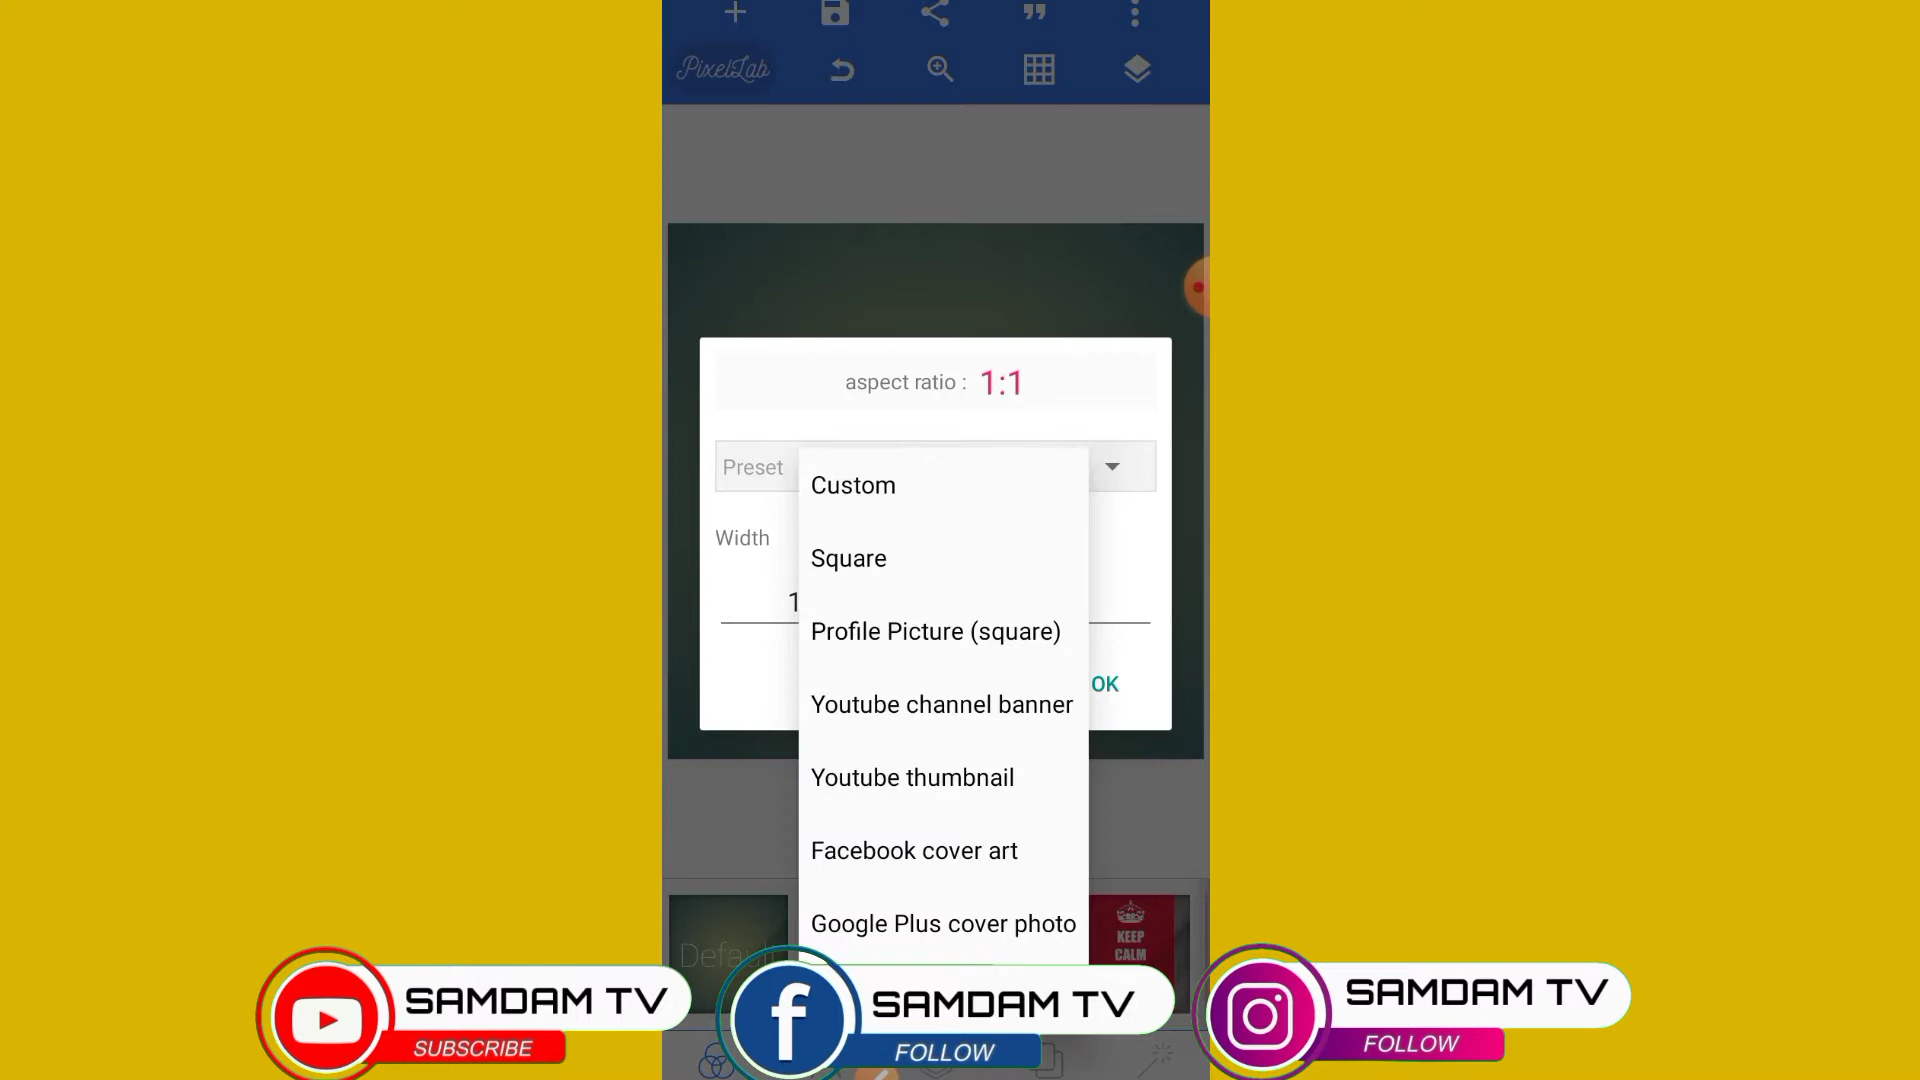 PixelLab
aspect ratio : 1:1
Preset
Custom
Width
Square
1
Profile Picture (square)
OK
Youtube channel banner
Youtube thumbnail
Facebook cover art
Google Plus cover photo
Default
KEEP
CALM
SAMDAM TV
SUBSCRIBE
SAMDAM TV
FOLLOW
SAMDAM TV
FOLLOW